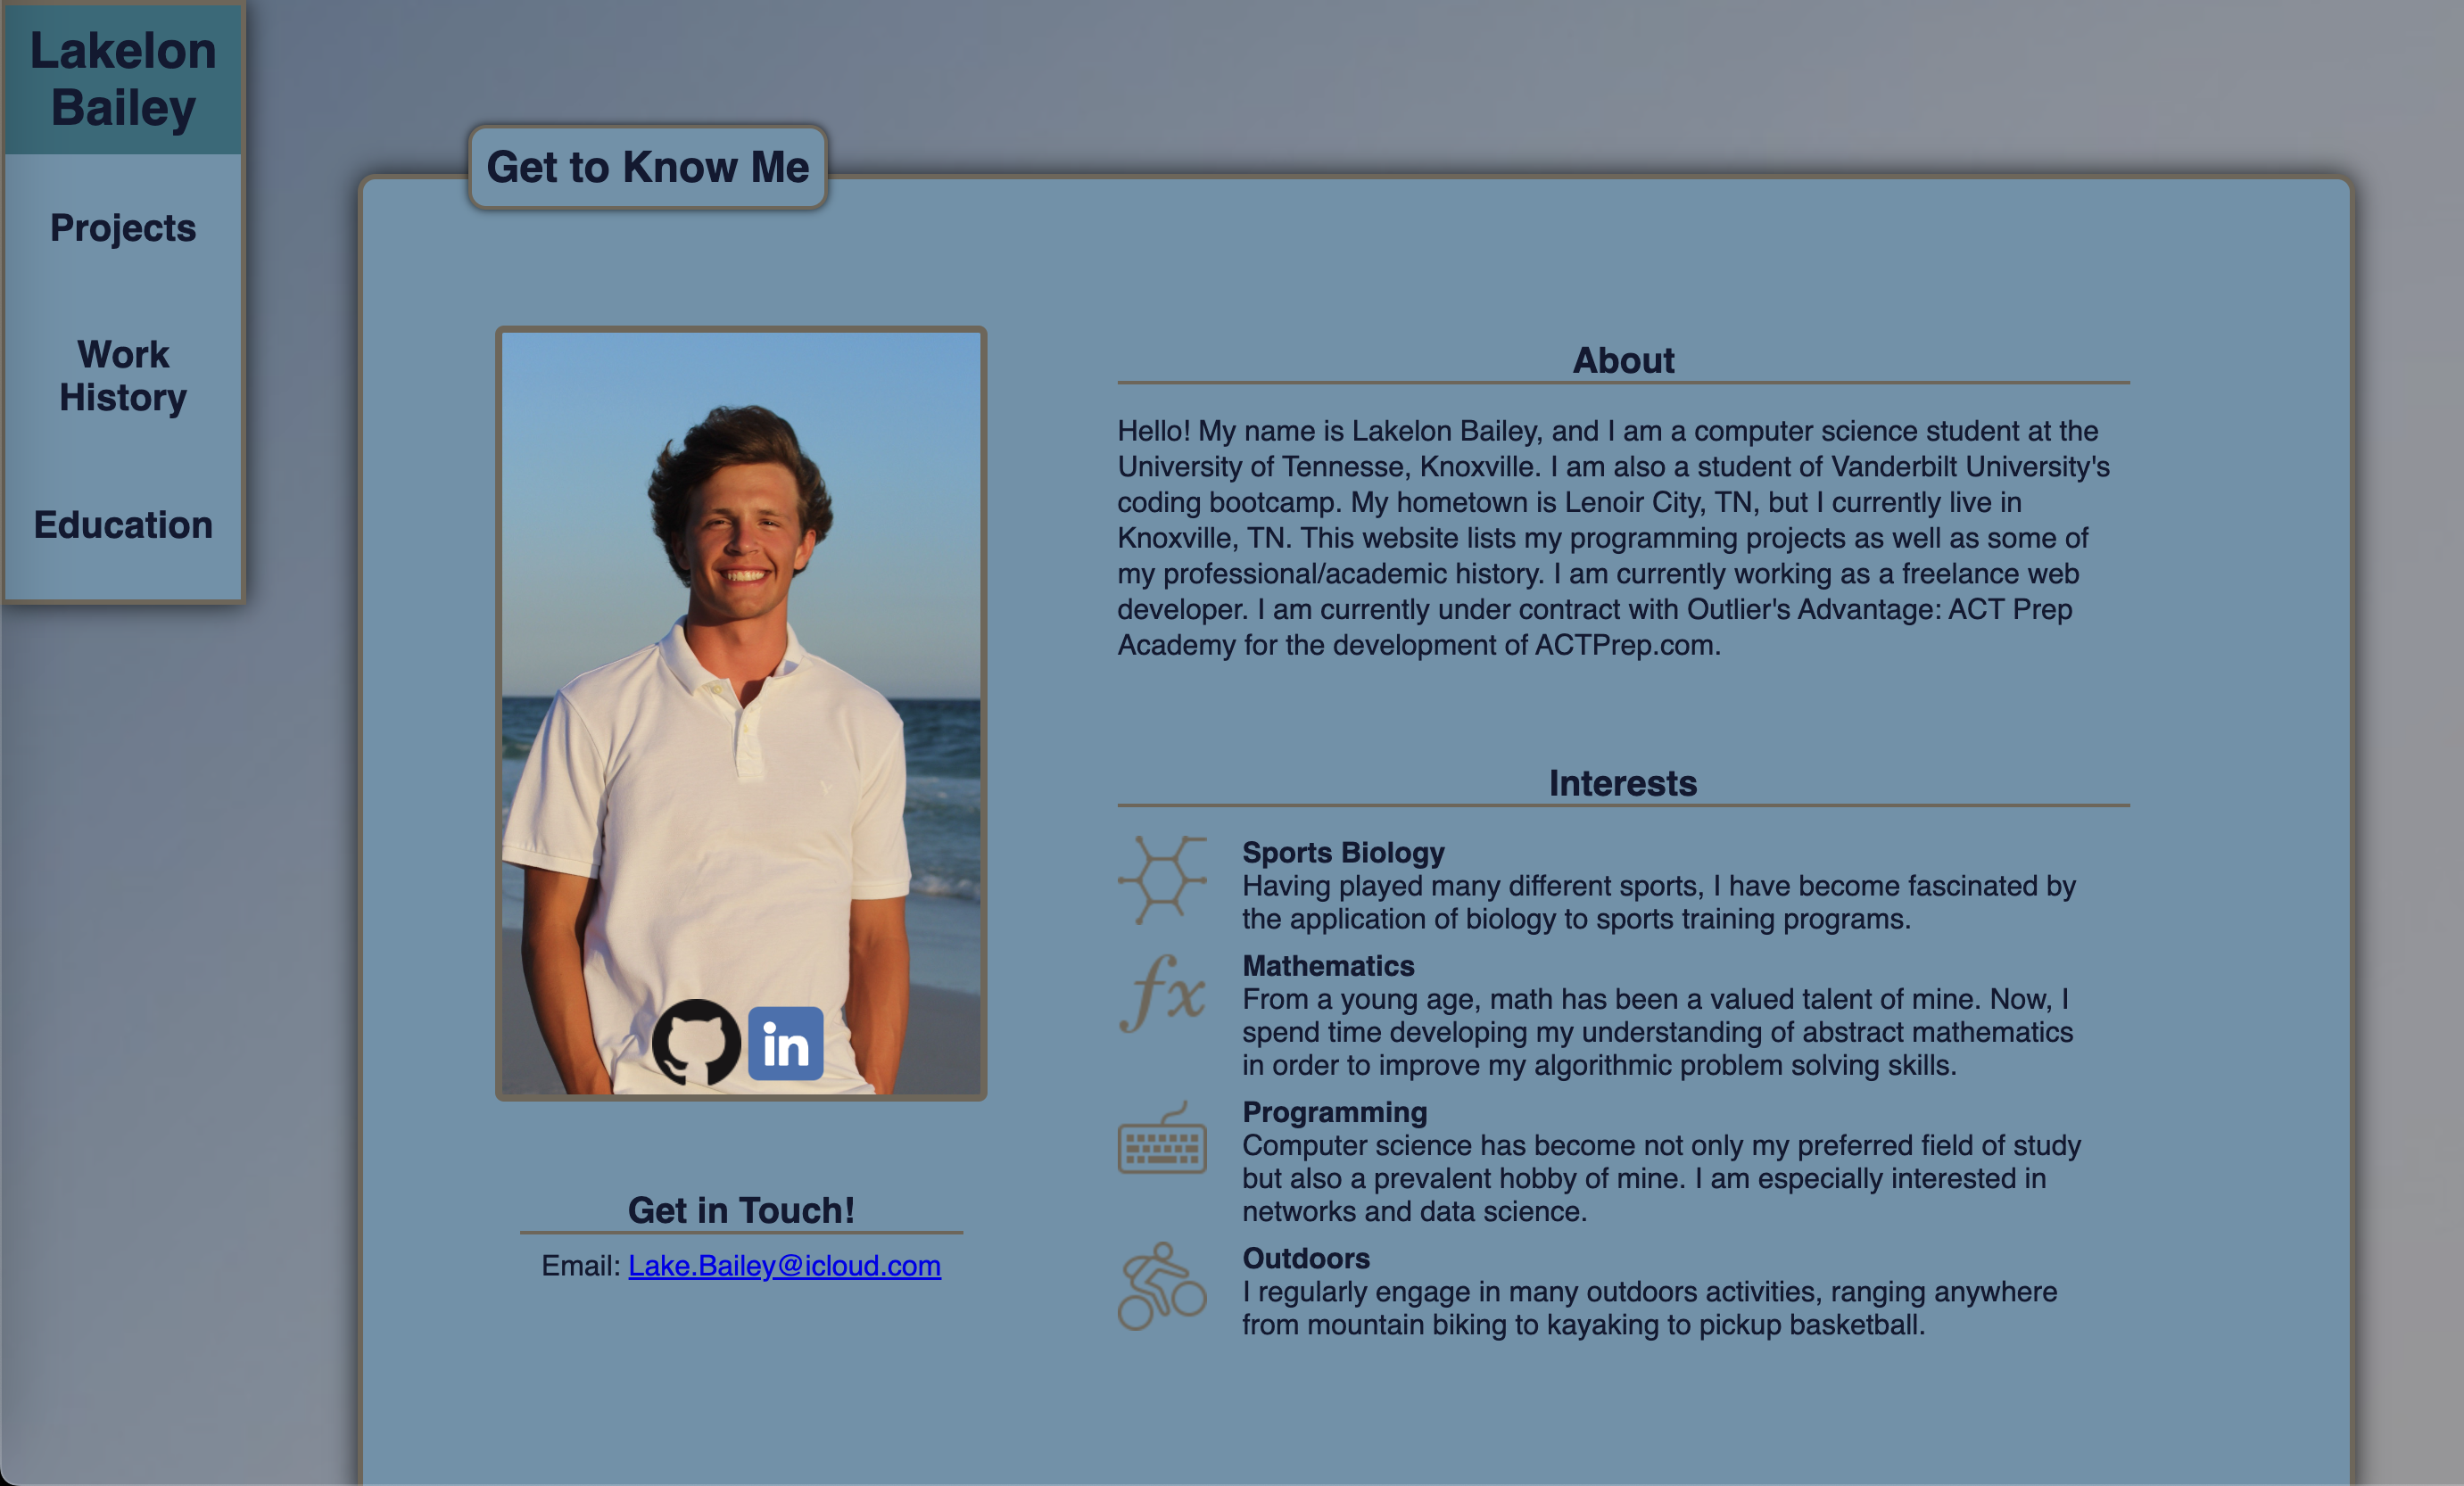 Lakelon
Bailey
Projects
Work
History
Education
Get to Know Me
in
Get in Touch!
Email: Lake.Bailey@icloud.com
About
Hello! My name is Lakelon Bailey, and I am a computer science student at the
University of Tennesse, Knoxville. I am also a student of Vanderbilt University's
coding bootcamp. My hometown is Lenoir City, TN, but I currently live in
Knoxville, TN. This website lists my programming projects as well as some of
my professional/academic history. I am currently working as a freelance web
developer. I am currently under contract with Outlier's Advantage: ACT Prep
Academy for the development of ACTPrep.com.
Interests
Sports Biology
Having played many different sports, I have become fascinated by
the application of biology to sports training programs.
fx
Mathematics
From a young age, math has been a valued talent of mine. Now, I
spend time developing my understanding of abstract mathematics
in order to improve my algorithmic problem solving skills.
Programming
Computer science has become not only my preferred field of study
but also a prevalent hobby of mine. I am especially interested in
networks and data science.
Outdoors
I regularly engage in many outdoors activities, ranging anywhere
from mountain biking to kayaking to pickup basketball.